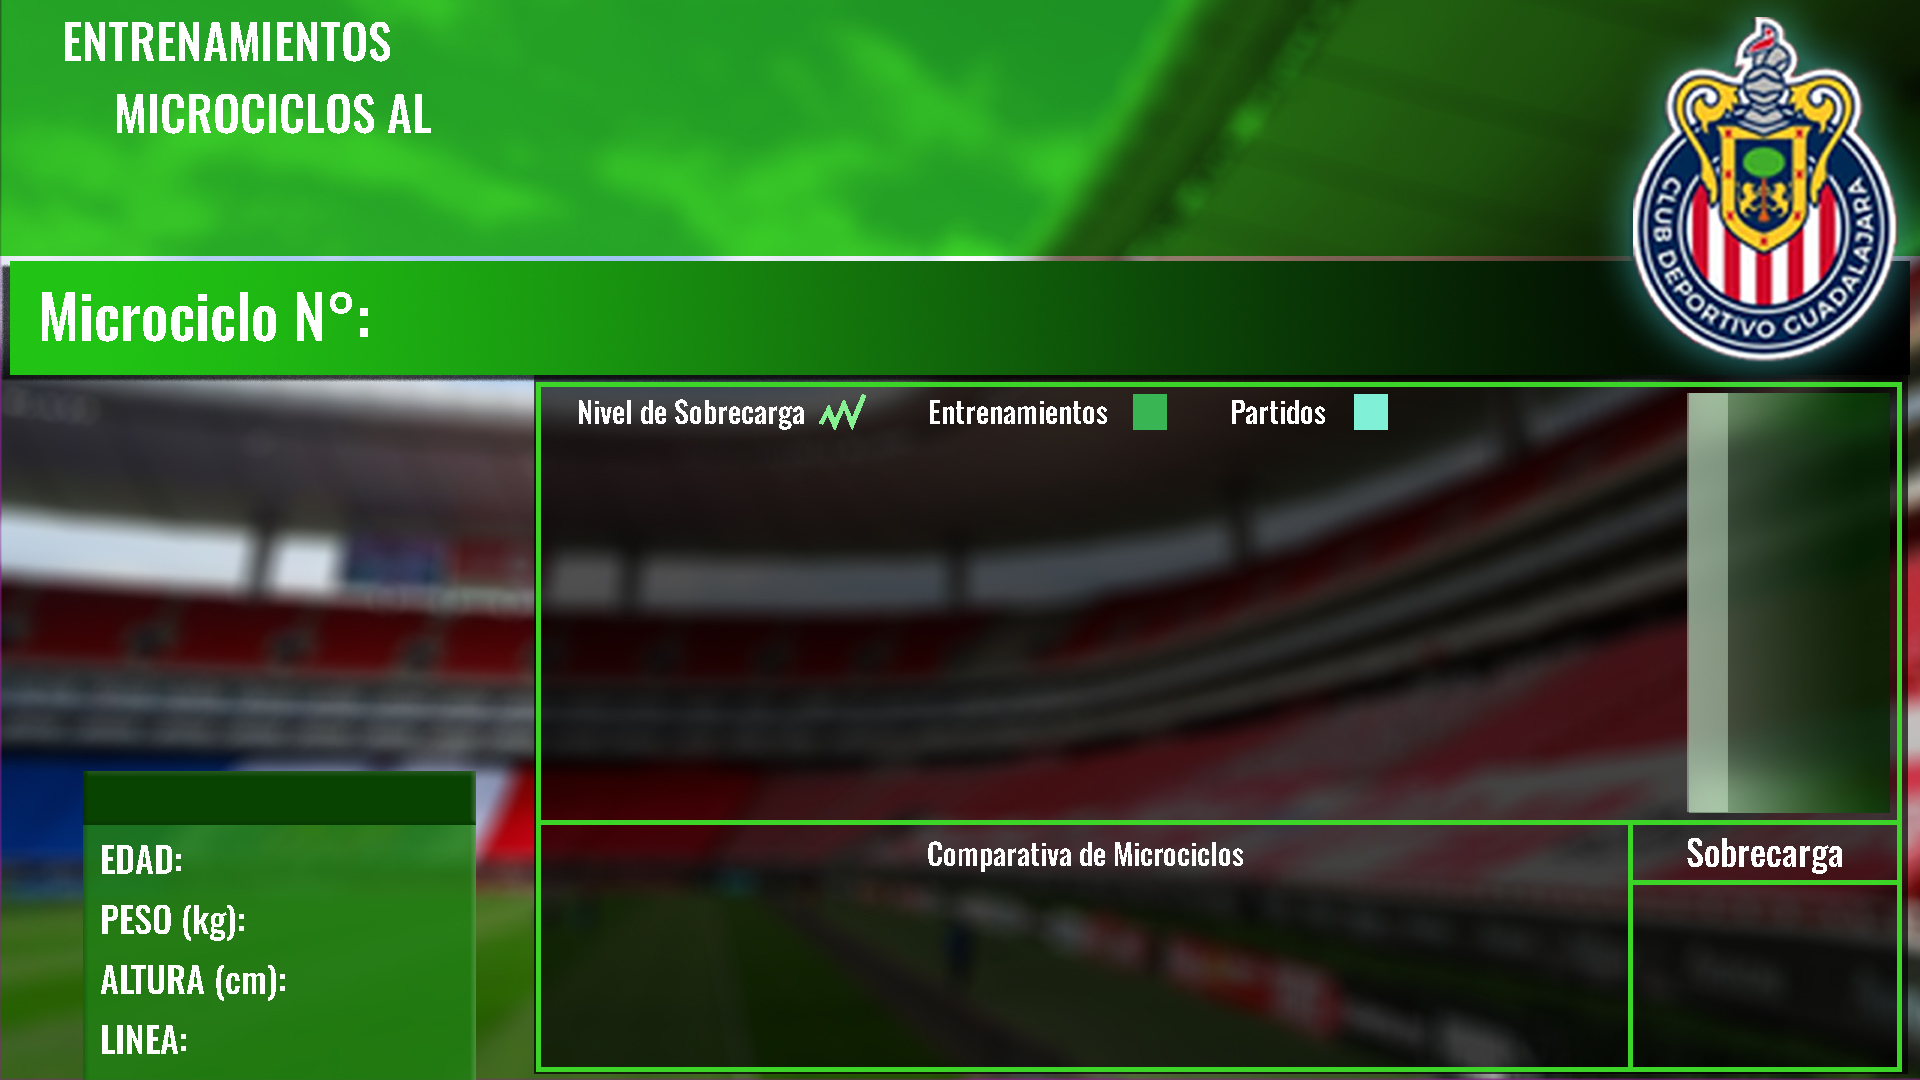 ENTRENAMIENTOS
MICROCICLOS AL
CLUB DEPORTIVO GUADALAJARA
Microciclo N°:
Nivel de Sobrecarga Entrenamientos Partidos
Comparativa de Microciclos
Sobrecarga
EDAD:
PESO (kg):
ALTURA (cm):
LINEA: